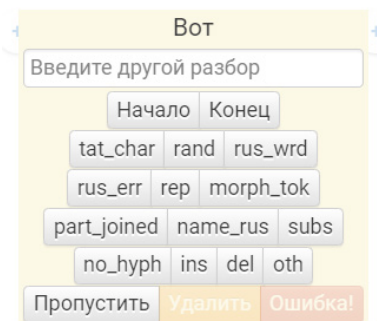 Вот
Введите другой разбор
Начало Конец
tat_char rand rus_wrd
rus_err rep morph_tok
part_joined name_rus subs
no_hyph ins del oth
Пропустить Удалить Ошибка!